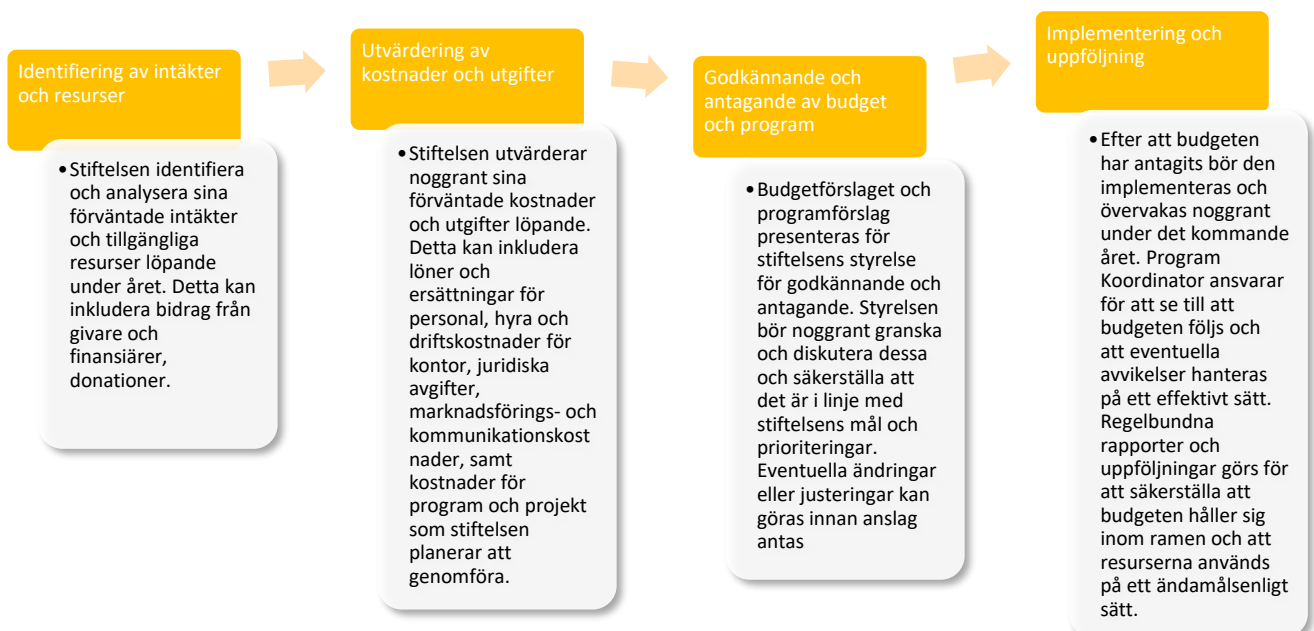 Identifiering av intäkter
och resurser
• Stiftelsen identifiera
och analysera sina
förväntade intäkter
och tillgängliga
resurser löpande
under året. Detta kan
inkludera bidrag från
givare och
finansiärer,
donationer.
Utvärdering av
kostnader och utgifter
• Stiftelsen utvärderar
noggrant sina
förväntade kostnader
och utgifter löpande.
Detta kan inkludera
löner och
ersättningar för
personal, hyra och
driftskostnader för
kontor, juridiska
avgifter,
marknadsförings- och
kommunikationskost
nader, samt
kostnader för
program och projekt
som stiftelsen
planerar att
genomföra.
Godkännande och
antagande av budget
och program
• Budgetförslaget och
programförslag
presenteras för
stiftelsens styrelse
för godkännande och
antagande. Styrelsen
bör noggrant granska
och diskutera dessa
och säkerställa att
det är i linje med
stiftelsens mål och
prioriteringar.
Eventuella ändringar
eller justeringar kan
göras innan anslag
antas
Implementering och
uppföljning
• Efter att budgeten
har antagits bör den
implementeras och
övervakas noggrant
under det kommande
året. Program
Koordinator ansvarar
för att se till att
budgeten följs och
att eventuella
avvikelser hanteras
på ett effektivt sätt.
Regelbundna
rapporter och
uppföljningar görs för
att säkerställa att
budgeten håller sig
inom ramen och att
resurserna används
på ett ändamålsenligt
sätt.